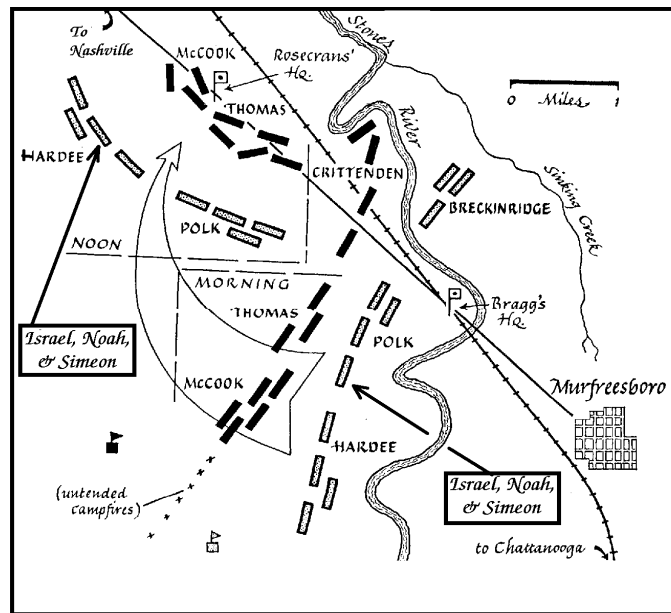 To
Nashville
McCOOK
Rosecrans'
Hq.
THOMAS
Stones
River
0 Miles 1
HARDEE
CRITTENDEN
BRECKINRIDGE
Sinking Creek
POLK
NOON
MORNING
THOMAS
Bragg's
Hq.
POLK
Israel, Noah,
& Simeon
McCOOK
Murfreesboro
HARDEE
(untended
campfires)
Israel, Noah,
& Simeon
to Chattanooga